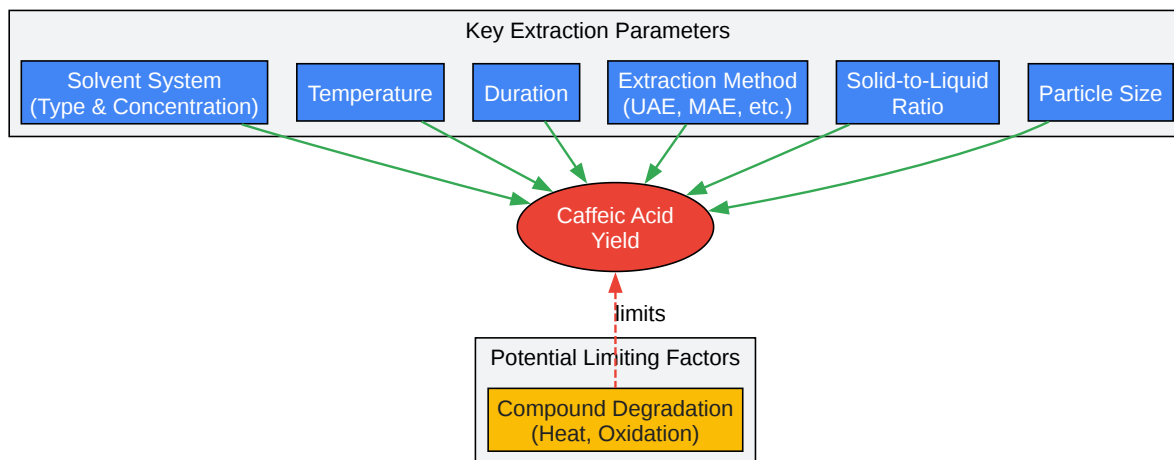 Key Extraction Parameters
Solvent System
(Type & Concentration)
Temperature
Duration
Extraction Method
(UAE, MAE, etc.)
Solid-to-Liquid
Ratio
Particle Size
Caffeic Acid
Yield
limits
Potential Limiting Factors
Compound Degradation
(Heat, Oxidation)